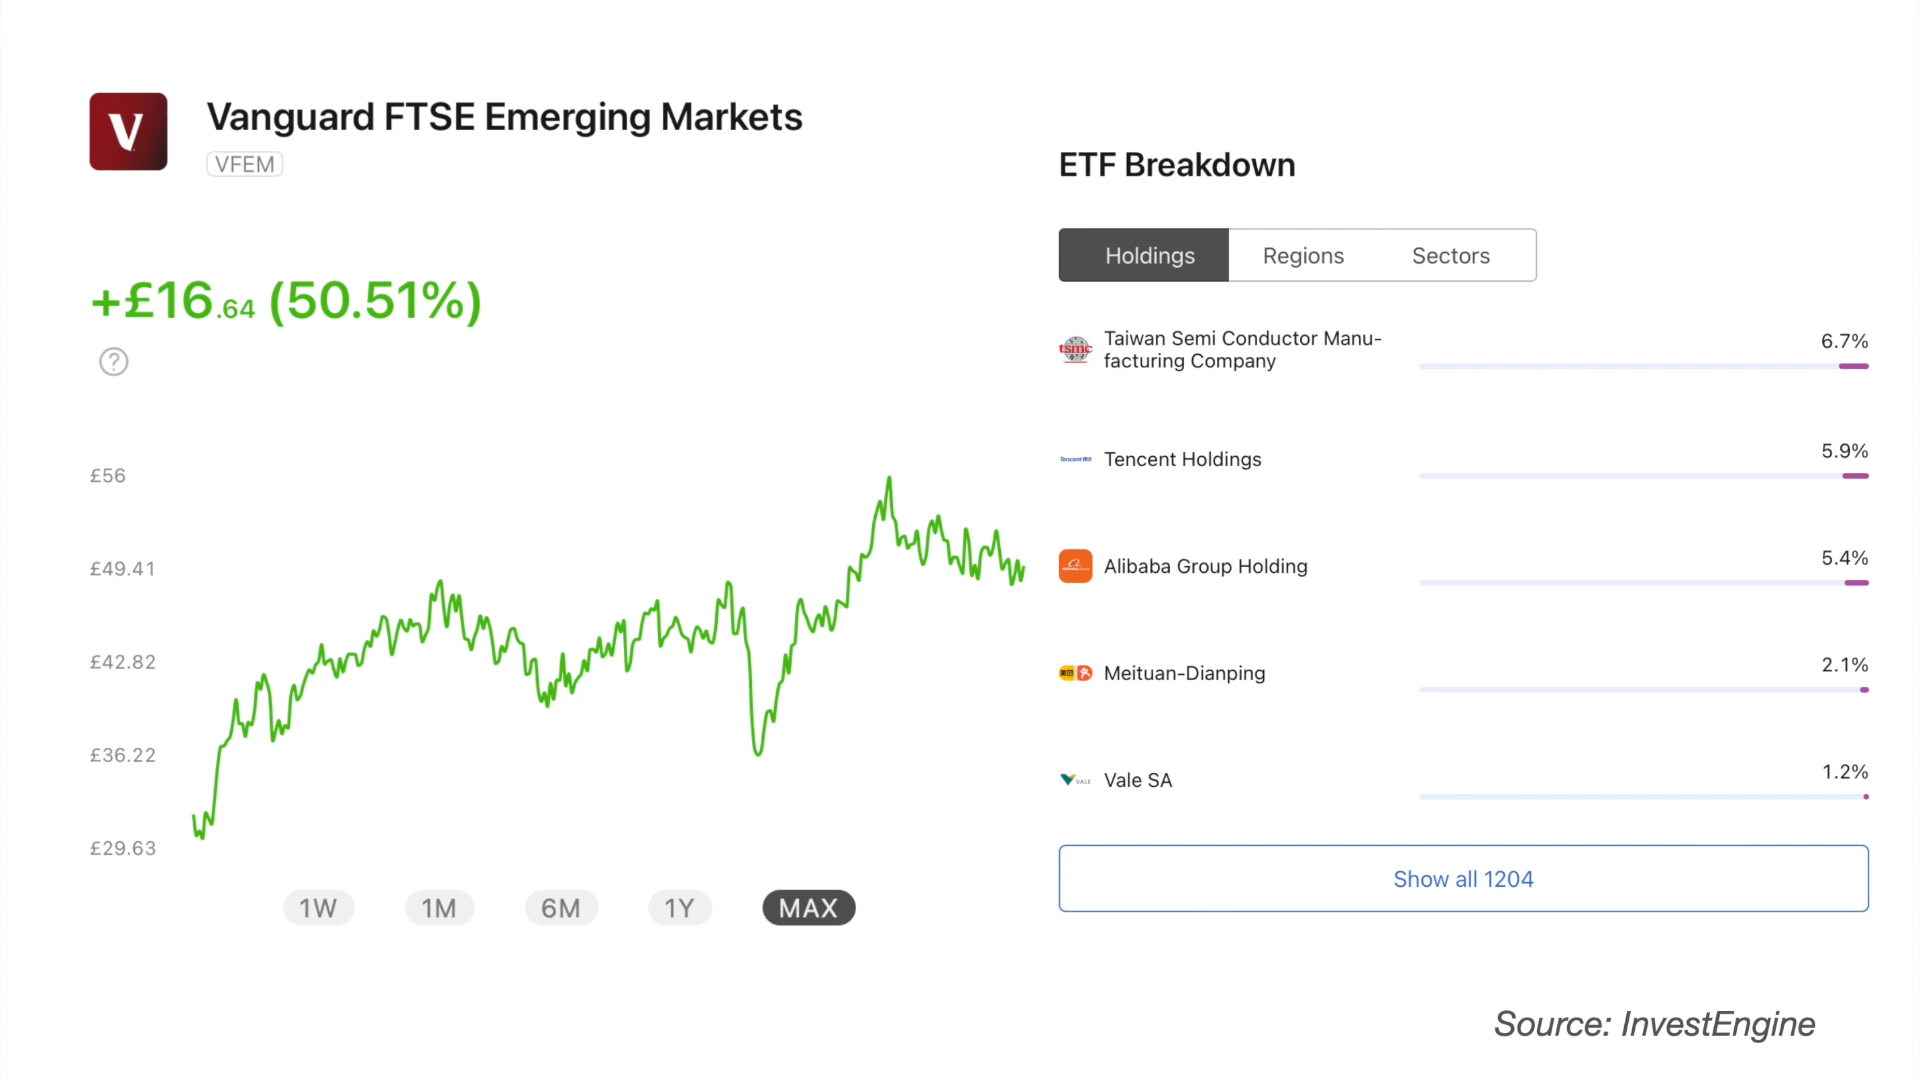 Vanguard FTSE Emerging Markets
VFEM
+£16.64 (50.51%)
?
£56
£49.41
£42.82
£36.22
£29.63
1W
1M
6M
1Y
MAX
ETF Breakdown
Holdings
Regions
Sectors
tsmc
Taiwan Semi Conductor Manu-
facturing Company
6.7%
Tencent
Tencent Holdings
5.9%
Alibaba Group Holding
5.4%
Meituan-Dianping
2.1%
VALE
Vale SA
1.2%
Show all 1204
Source: InvestEngine